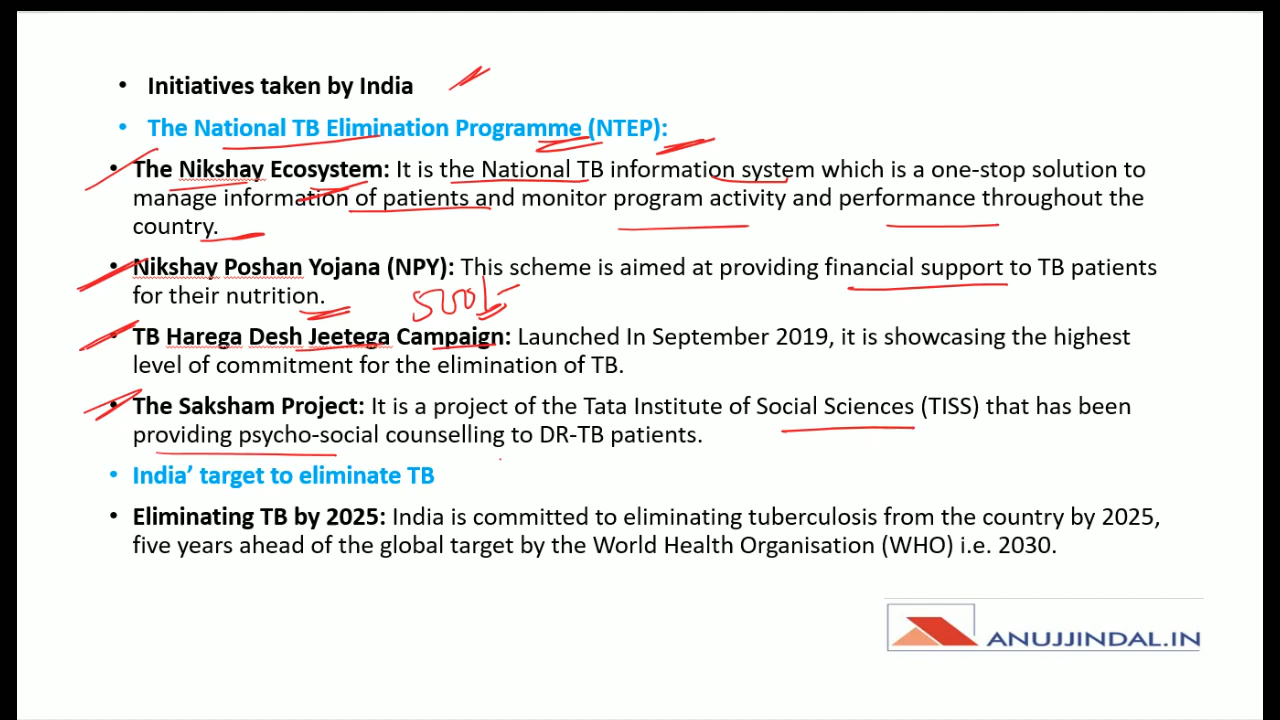 • Initiatives taken by India
• The National TB Elimination Programme (NTEP):
• The Nikshay Ecosystem: It is the National TB information system which is a one-stop solution to
manage information of patients and monitor program activity and performance throughout the
country.
• Nikshay Poshan Yojana (NPY): This scheme is aimed at providing financial support to TB patients
for their nutrition.
500/-
• TB Harega Desh Jeetega Campaign: Launched In September 2019, it is showcasing the highest
level of commitment for the elimination of TB.
• The Saksham Project: It is a project of the Tata Institute of Social Sciences (TISS) that has been
providing psycho-social counselling to DR-TB patients.
• India’ target to eliminate TB
• Eliminating TB by 2025: India is committed to eliminating tuberculosis from the country by 2025,
five years ahead of the global target by the World Health Organisation (WHO) i.e. 2030.
ANUJJINDAL.IN